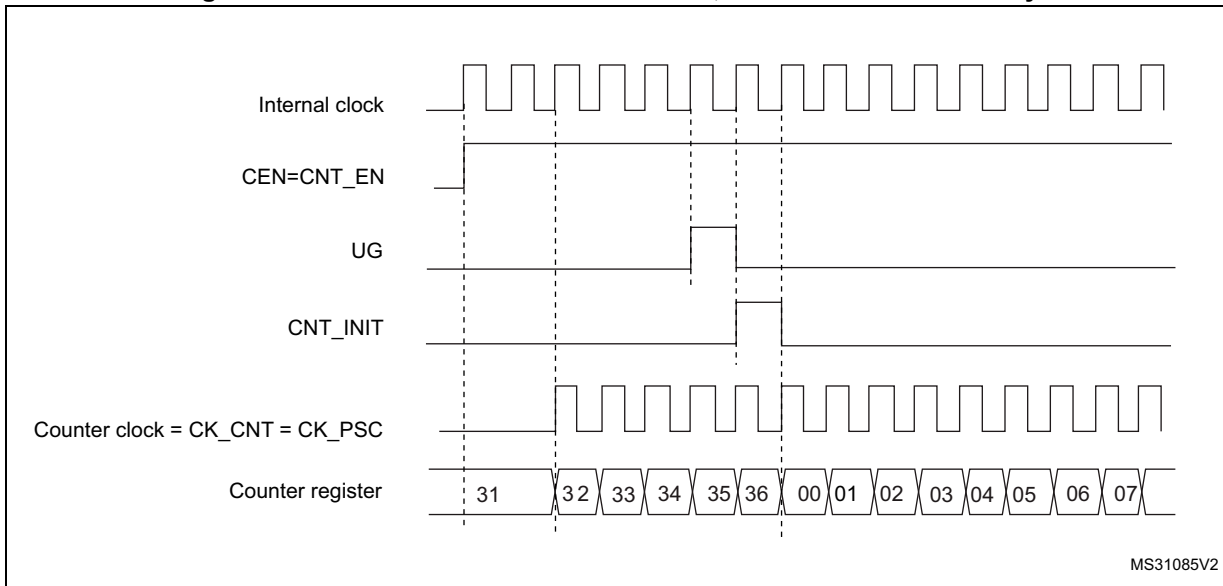 Internal clock
CEN=CNT_EN
UG
CNT_INIT
Counter clock = CK_CNT = CK_PSC
Counter register 31 32 33 34 35 36 00 01 02 03 04 05 06 07
MS31085V2